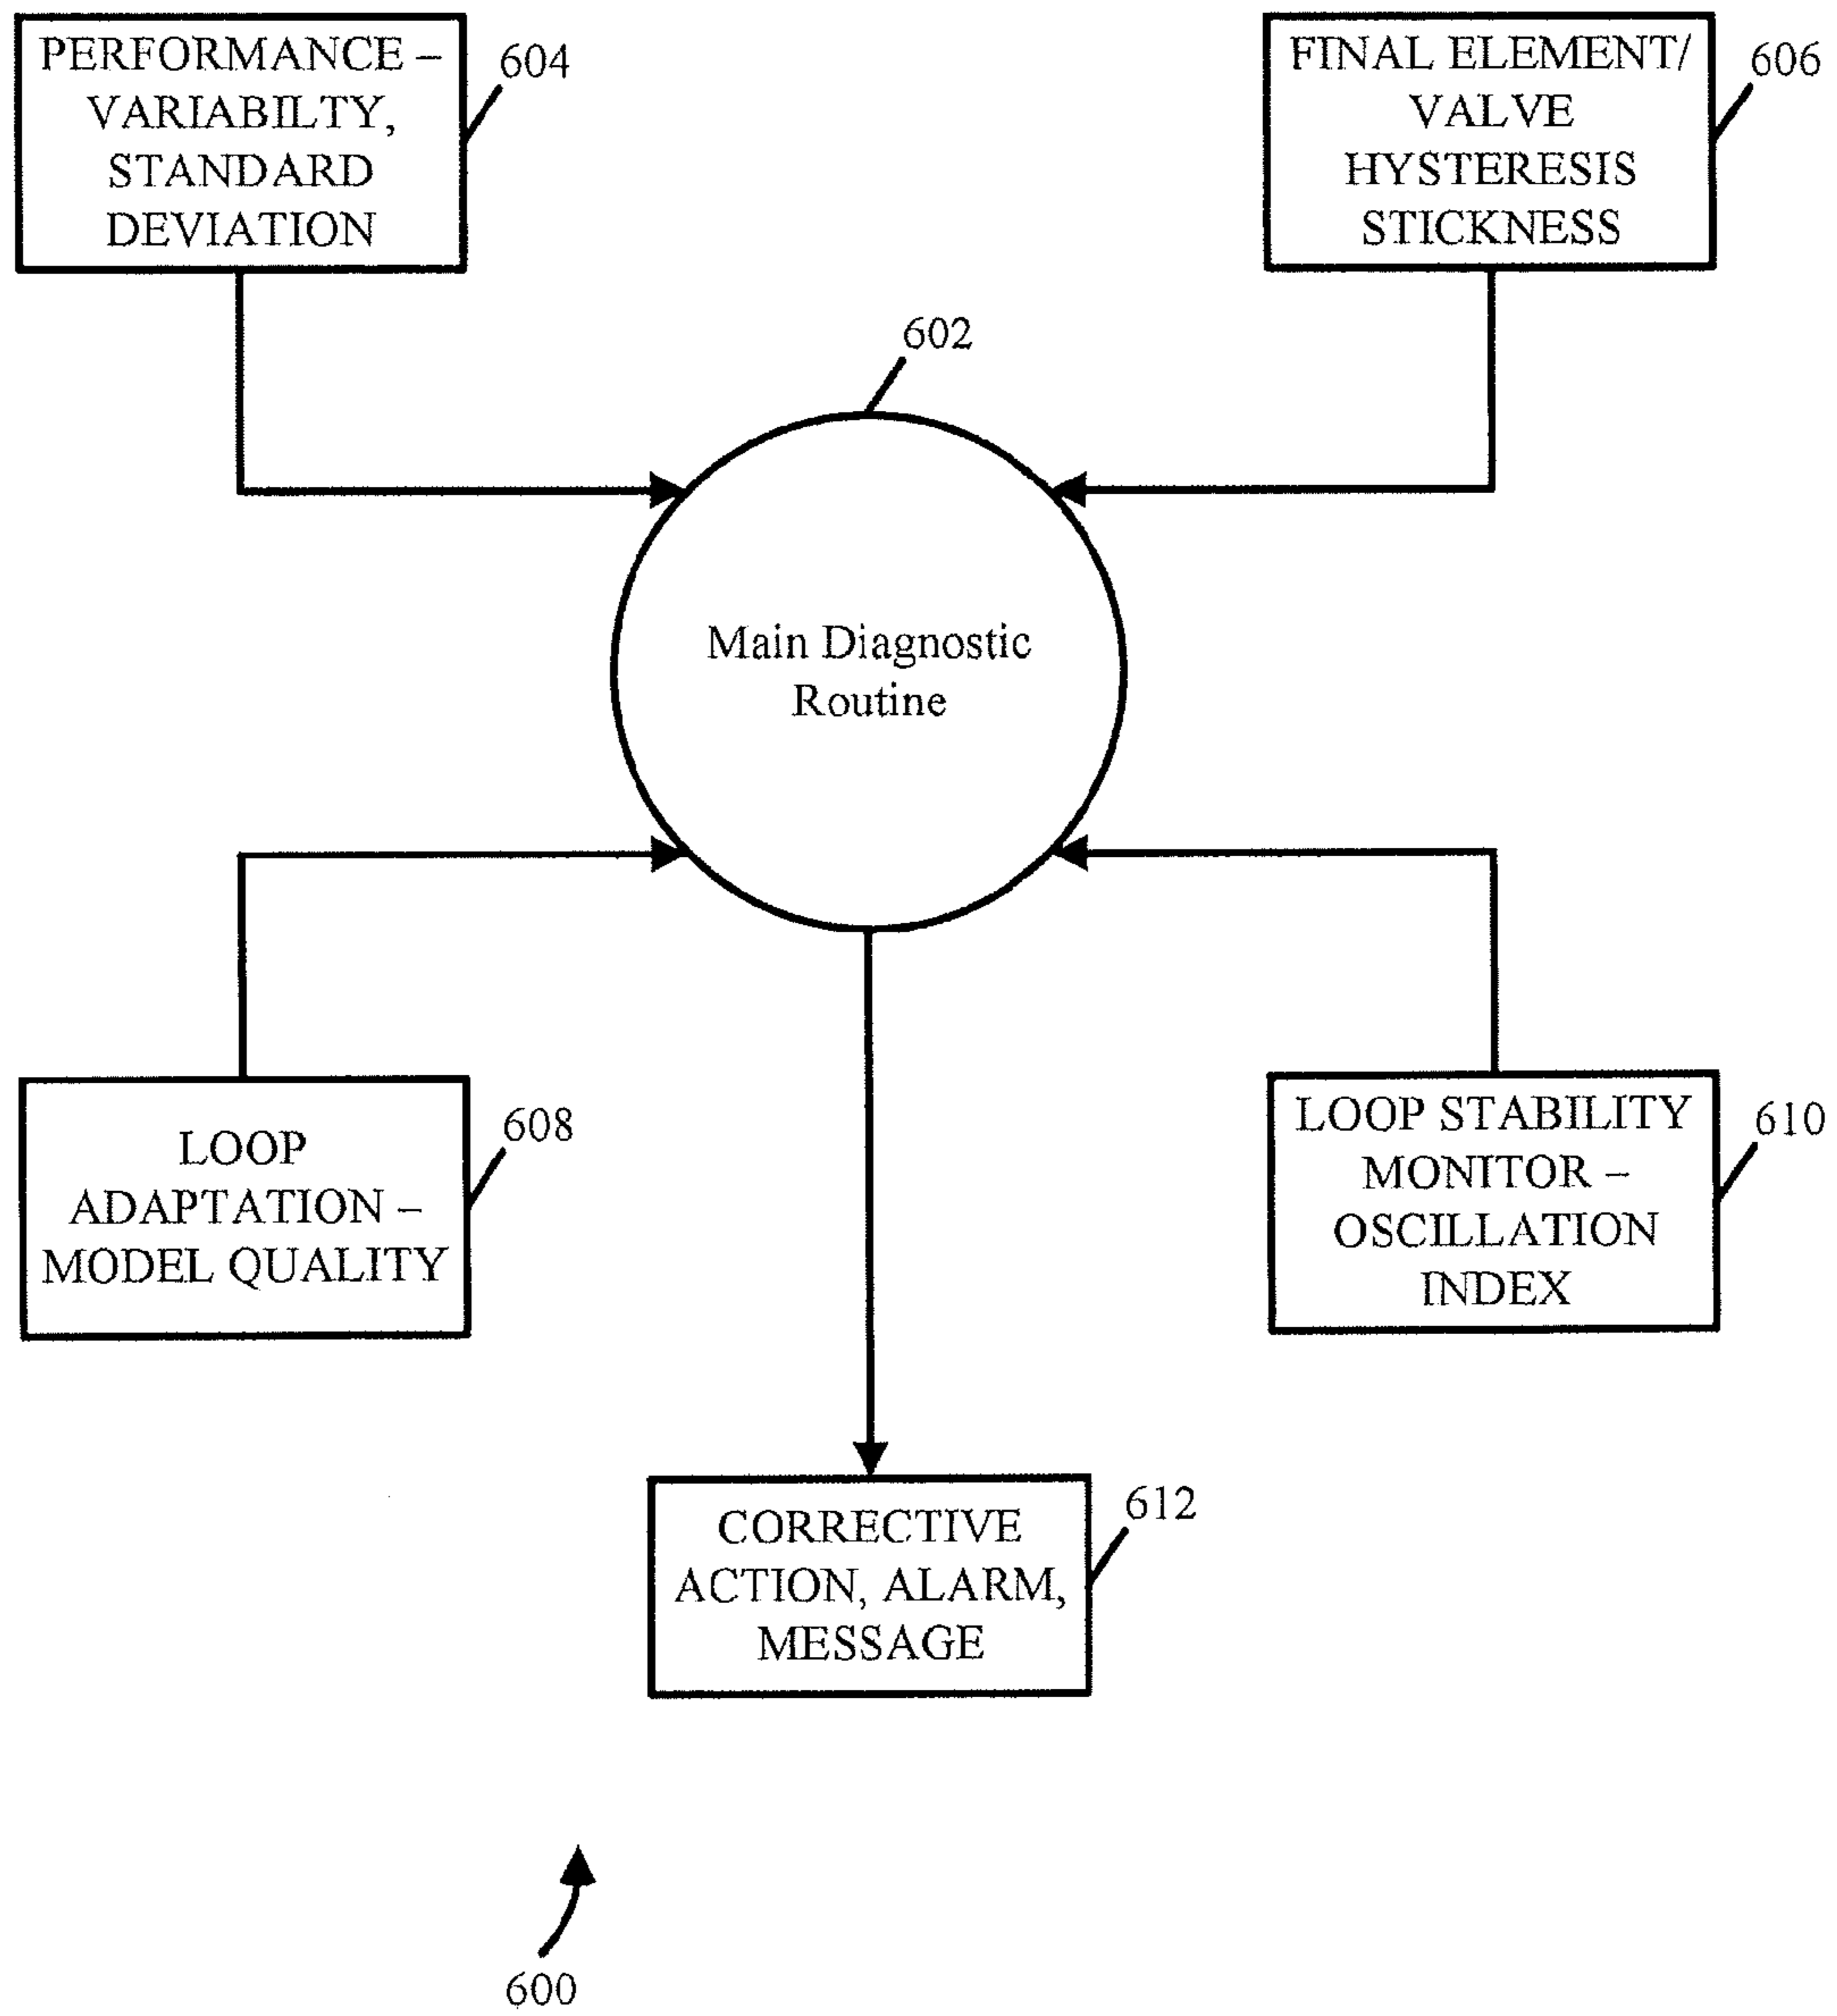 PERFORMANCE –
VARIABILTY,
STANDARD
DEVIATION
604
FINAL ELEMENT/
VALVE
HYSTERESIS
STICKNESS
606
602
Main Diagnostic
Routine
LOOP
ADAPTATION –
MODEL QUALITY
608
LOOP STABILITY
MONITOR –
OSCILLATION
INDEX
610
CORRECTIVE
ACTION, ALARM,
MESSAGE
612
600